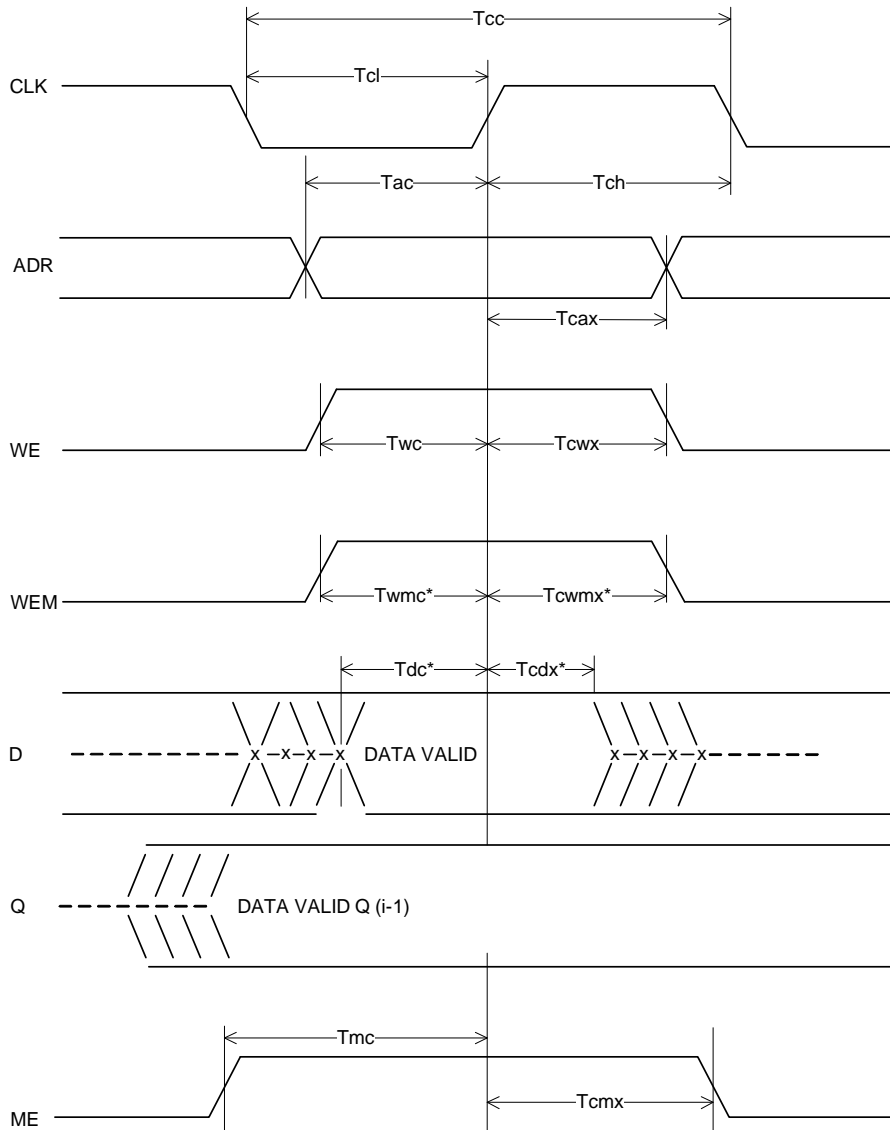 Tcc
CLK
Tcl
Tac
Tch
ADR
Tcax
WE
Twc
Tcwx
WEM
Twmc*
Tcwmx*
Tdc*
Tcdx*
D
x x x x
DATA VALID
x x x x
Q
DATA VALID Q (i-1)
Tmc
ME
Tcmx